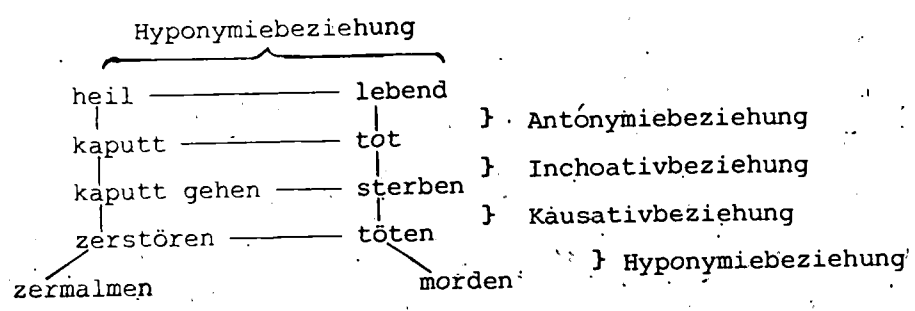 Hyponymiebeziehung
heil lebend
} Antonymiebeziehung
kaputt tot
} Inchoativbeziehung
kaputt gehen sterben
} Kausativbeziehung
zerstören töten
} Hyponymiebeziehung
zermalmen morden